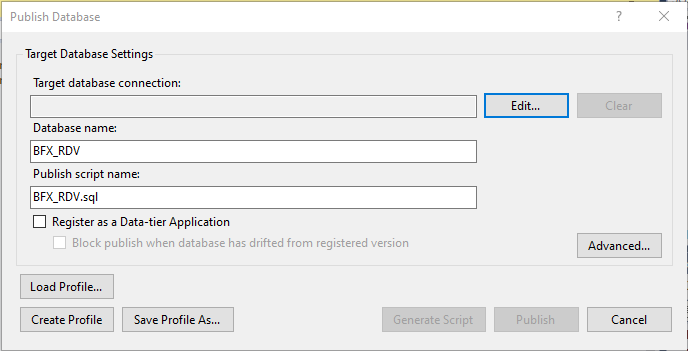 Publish Database
?
Target Database Settings
Target database connection:
Edit...
Clear
Database name:
BFX_RDV
Publish script name:
BFX_RDV.sql
Register as a Data-tier Application
Block publish when database has drifted from registered version
Advanced...
Load Profile...
Create Profile
Save Profile As...
Generate Script
Publish
Cancel